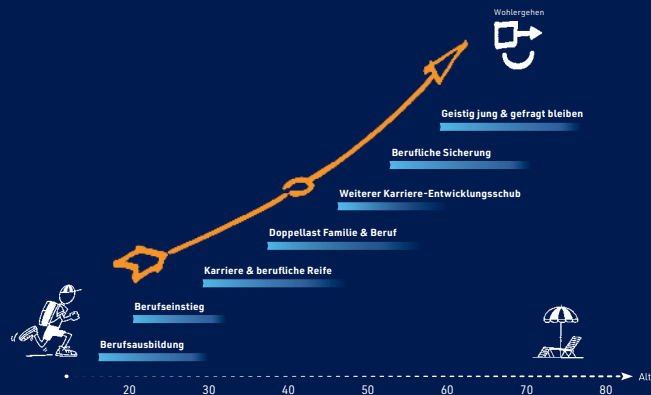 Wohlergehen
Geistig jung & gefragt bleiben
Berufliche Sicherung
Weiterer Karriere-Entwicklungsschub
Doppellast Familie & Beruf
Karriere & berufliche Reife
Berufseinstieg
Berufsausbildung
Alt
20 30 40 50 60 70 80